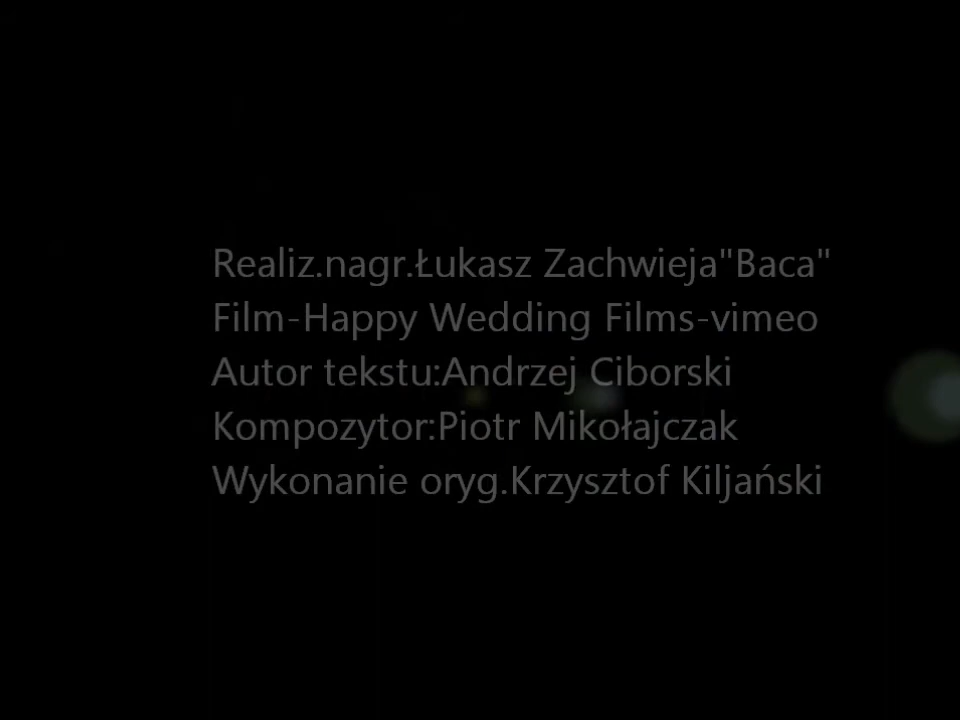 Realiz.nagr.Łukasz Zachwieja"Baca"
Film-Happy Wedding Films-vimeo
Autor tekstu:Andrzej Ciborski
Kompozytor:Piotr Mikołajczak
Wykonanie oryg.Krzysztof Kiljański